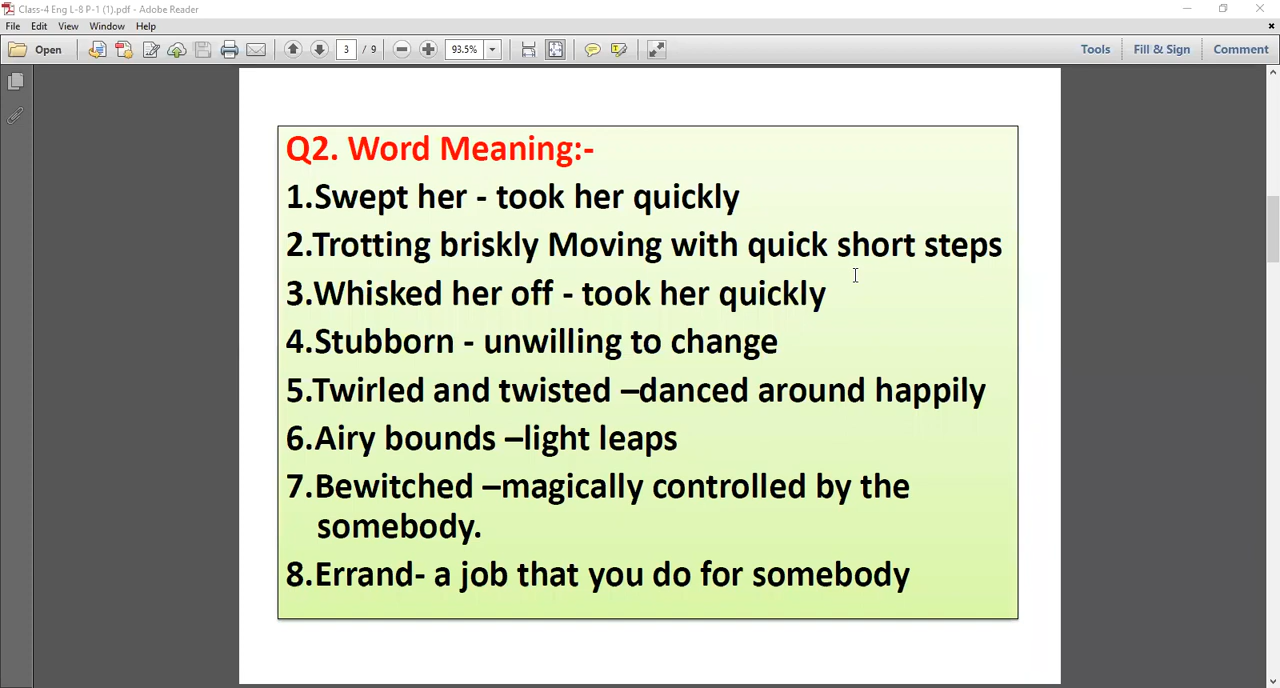 Class-4 Eng L-8 P-1 (1).pdf - Adobe Reader
File Edit View Window Help
Open 3 / 9 93.5% Tools Fill & Sign Comment
Q2. Word Meaning:-
1.Swept her - took her quickly
2.Trotting briskly Moving with quick short steps
3.Whisked her off - took her quickly
4.Stubborn - unwilling to change
5.Twirled and twisted –danced around happily
6.Airy bounds –light leaps
7.Bewitched –magically controlled by the
somebody.
8.Errand- a job that you do for somebody